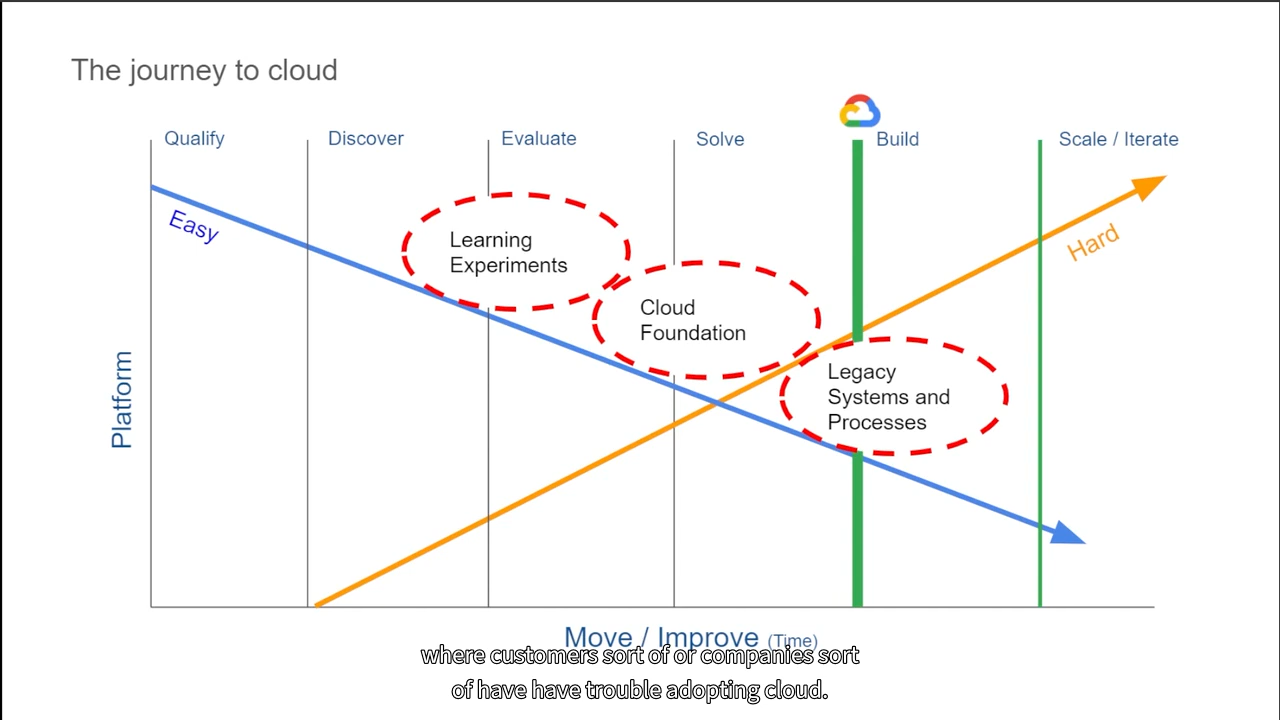 The journey to cloud
Qualify
Discover
Evaluate
Solve
Build
Scale / Iterate
Easy
Hard
Learning
Experiments
Cloud
Foundation
Legacy
Systems and
Processes
Platform
Move / Improve (Time)
where customers sort of or companies sort
of have have trouble adopting cloud.